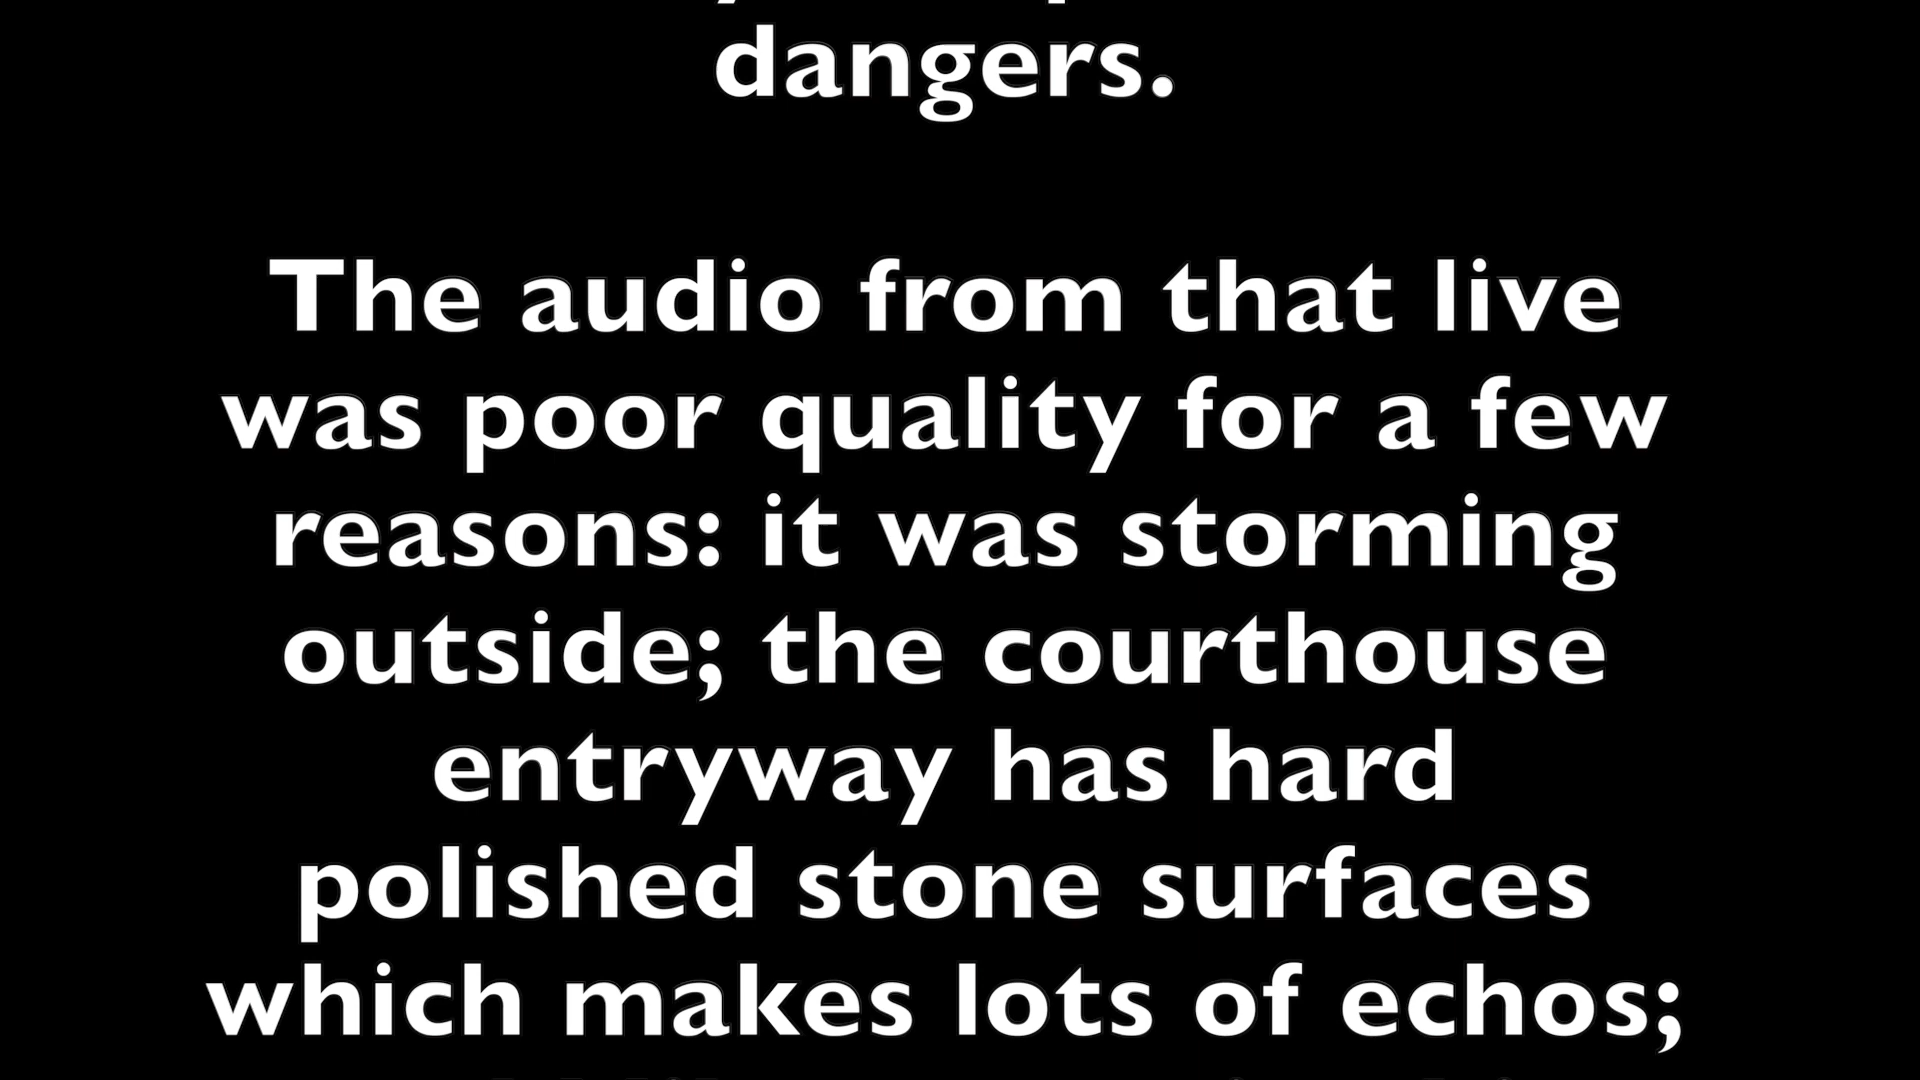 dangers.
The audio from that live
was poor quality for a few
reasons: it was storming
outside; the courthouse
entryway has hard
polished stone surfaces
which makes lots of echos;